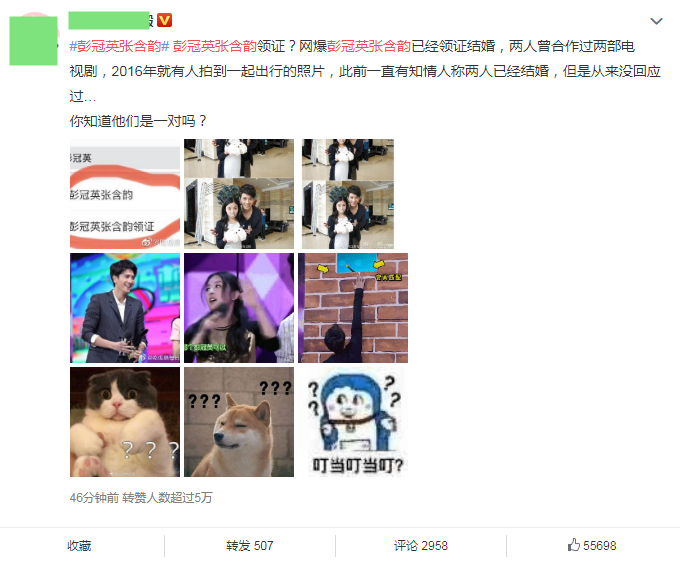 #彭冠英张含韵# 彭冠英张含韵领证？网爆彭冠英张含韵已经领证结婚，两人曾合作过两部电
视剧，2016年就有人拍到一起出行的照片，此前一直有知情人称两人已经结婚，但是从来没回应
过…
你知道他们是一对吗？
彭冠英
彭冠英张含韵
彭冠英张含韵领证
？？？
???
??
??
叮当叮当叮?
46分钟前 转赞人数超过5万
收藏
转发 507
评论 2958
55698